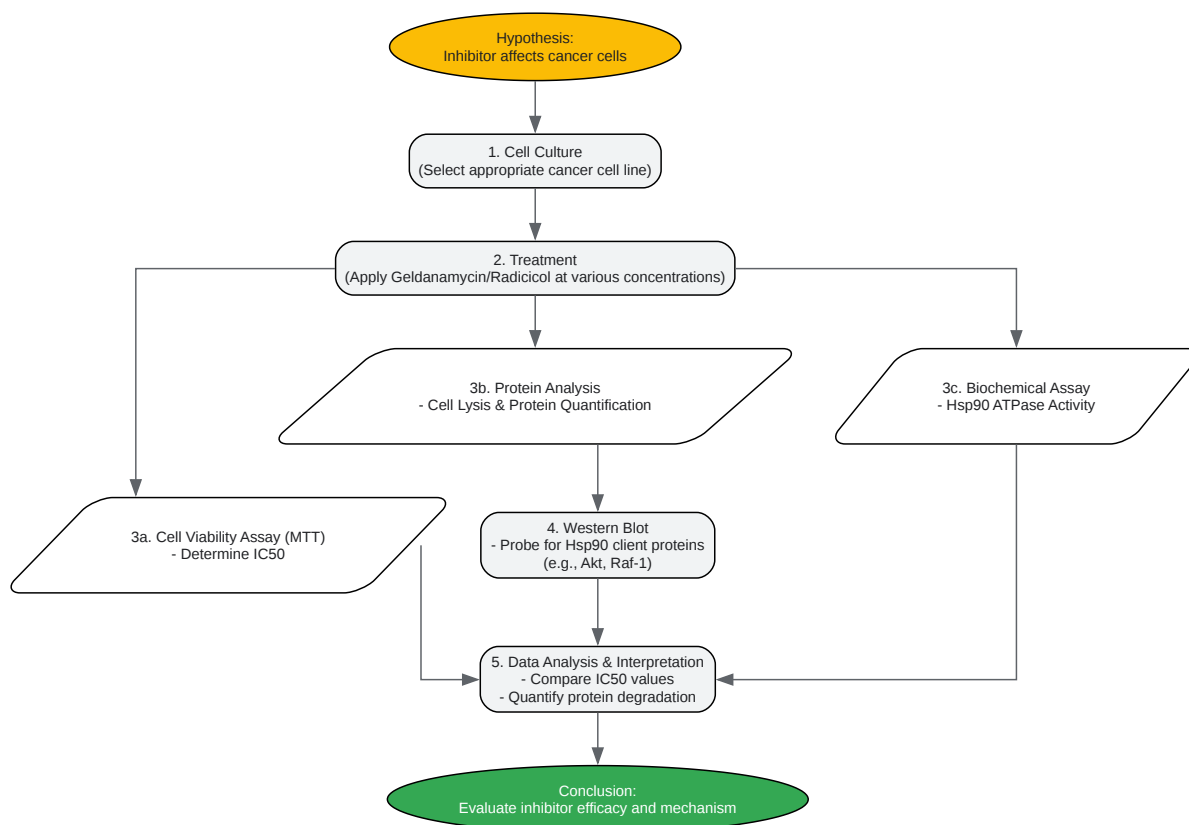 Hypothesis:
Inhibitor affects cancer cells
1. Cell Culture
(Select appropriate cancer cell line)
2. Treatment
(Apply Geldanamycin/Radicicol at various concentrations)
3b. Protein Analysis
- Cell Lysis & Protein Quantification
3c. Biochemical Assay
- Hsp90 ATPase Activity
3a. Cell Viability Assay (MTT)
- Determine IC50
4. Western Blot
- Probe for Hsp90 client proteins
(e.g., Akt, Raf-1)
5. Data Analysis & Interpretation
- Compare IC50 values
- Quantify protein degradation
Conclusion:
Evaluate inhibitor efficacy and mechanism